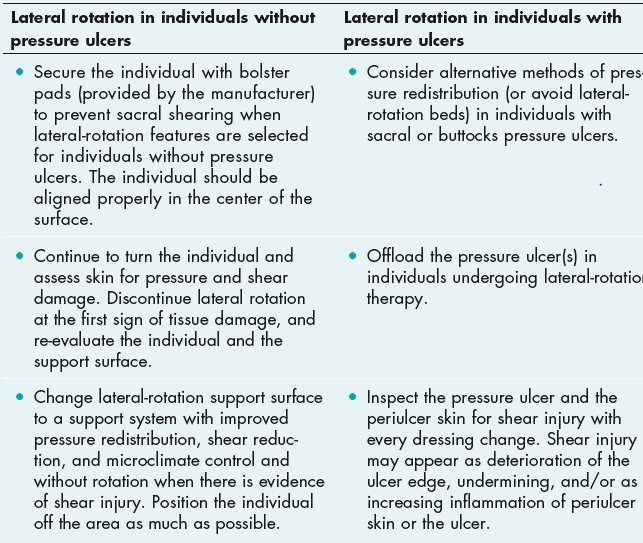 Lateral rotation in individuals without
pressure ulcers
Lateral rotation in individuals with
pressure ulcers
• Secure the individual with bolster
pads (provided by the manufacturer)
to prevent sacral shearing when
lateral-rotation features are selected
for individuals without pressure
ulcers. The individual should be
aligned properly in the center of the
surface.
• Consider alternative methods of pres-
sure redistribution (or avoid lateral-
rotation beds) in individuals with
sacral or buttocks pressure ulcers.
• Continue to turn the individual and
assess skin for pressure and shear
damage. Discontinue lateral rotation
at the first sign of tissue damage, and
re-evaluate the individual and the
support surface.
• Offload the pressure ulcer(s) in
individuals undergoing lateral-rotation
therapy.
• Change lateral-rotation support surface
to a support system with improved
pressure redistribution, shear reduc-
tion, and microclimate control and
without rotation when there is evidence
of shear injury. Position the individual
off the area as much as possible.
• Inspect the pressure ulcer and the
periulcer skin for shear injury with
every dressing change. Shear injury
may appear as deterioration of the
ulcer edge, undermining, and/or as
increasing inflammation of periulcer
skin or the ulcer.